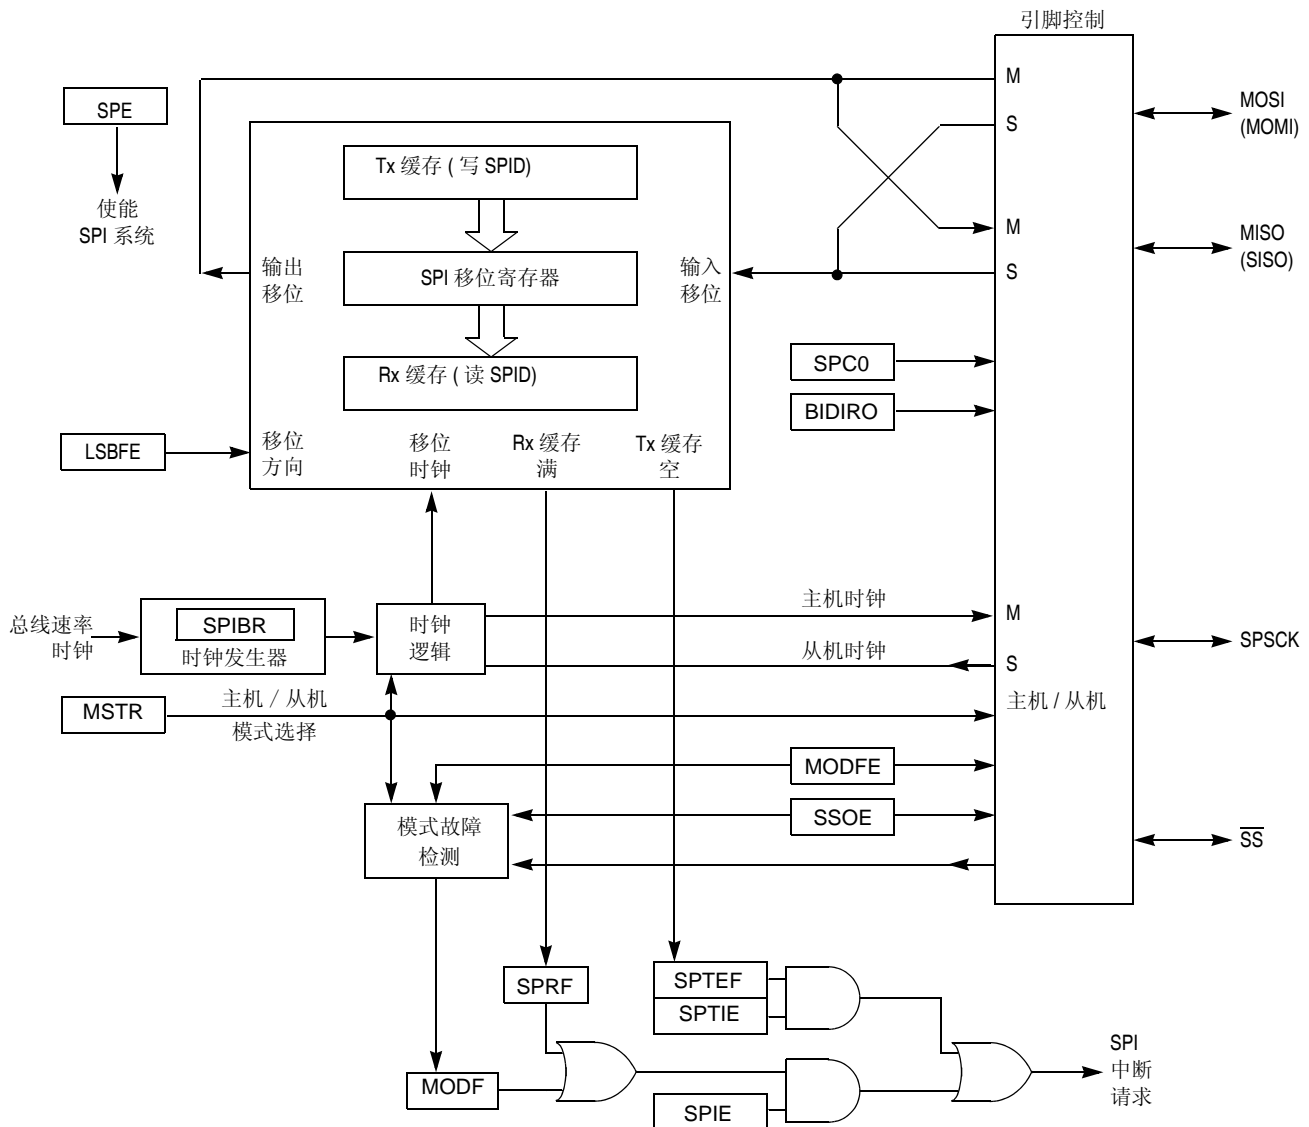 引脚控制
M
SPE
MOSI
(MOMI)
S
Tx 缓存 ( 写 SPID)
使能
SPI 系统
M
MISO
(SISO)
输出
移位
SPI 移位寄存器
输入
移位
S
SPC0
Rx 缓存 ( 读 SPID)
BIDIRO
LSBFE
移位
方向
移位
时钟
Rx 缓存
满
Tx 缓存
空
主机时钟
M
总线速率
时钟
SPIBR
时钟发生器
时钟
逻辑
SPSCK
从机时钟
S
MSTR
主机 / 从机
模式选择
主机 / 从机
MODFE
SSOE
模式故障
检测
SS
SPRF
SPTEF
SPTIE
SPI
中断
请求
MODF
SPIE